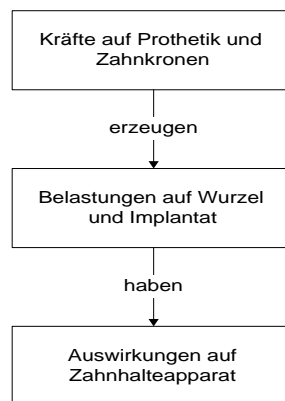 Kräfte auf Prothetik und
Zahnkronen
erzeugen
Belastungen auf Wurzel
und Implantat
haben
Auswirkungen auf
Zahnhalteapparat